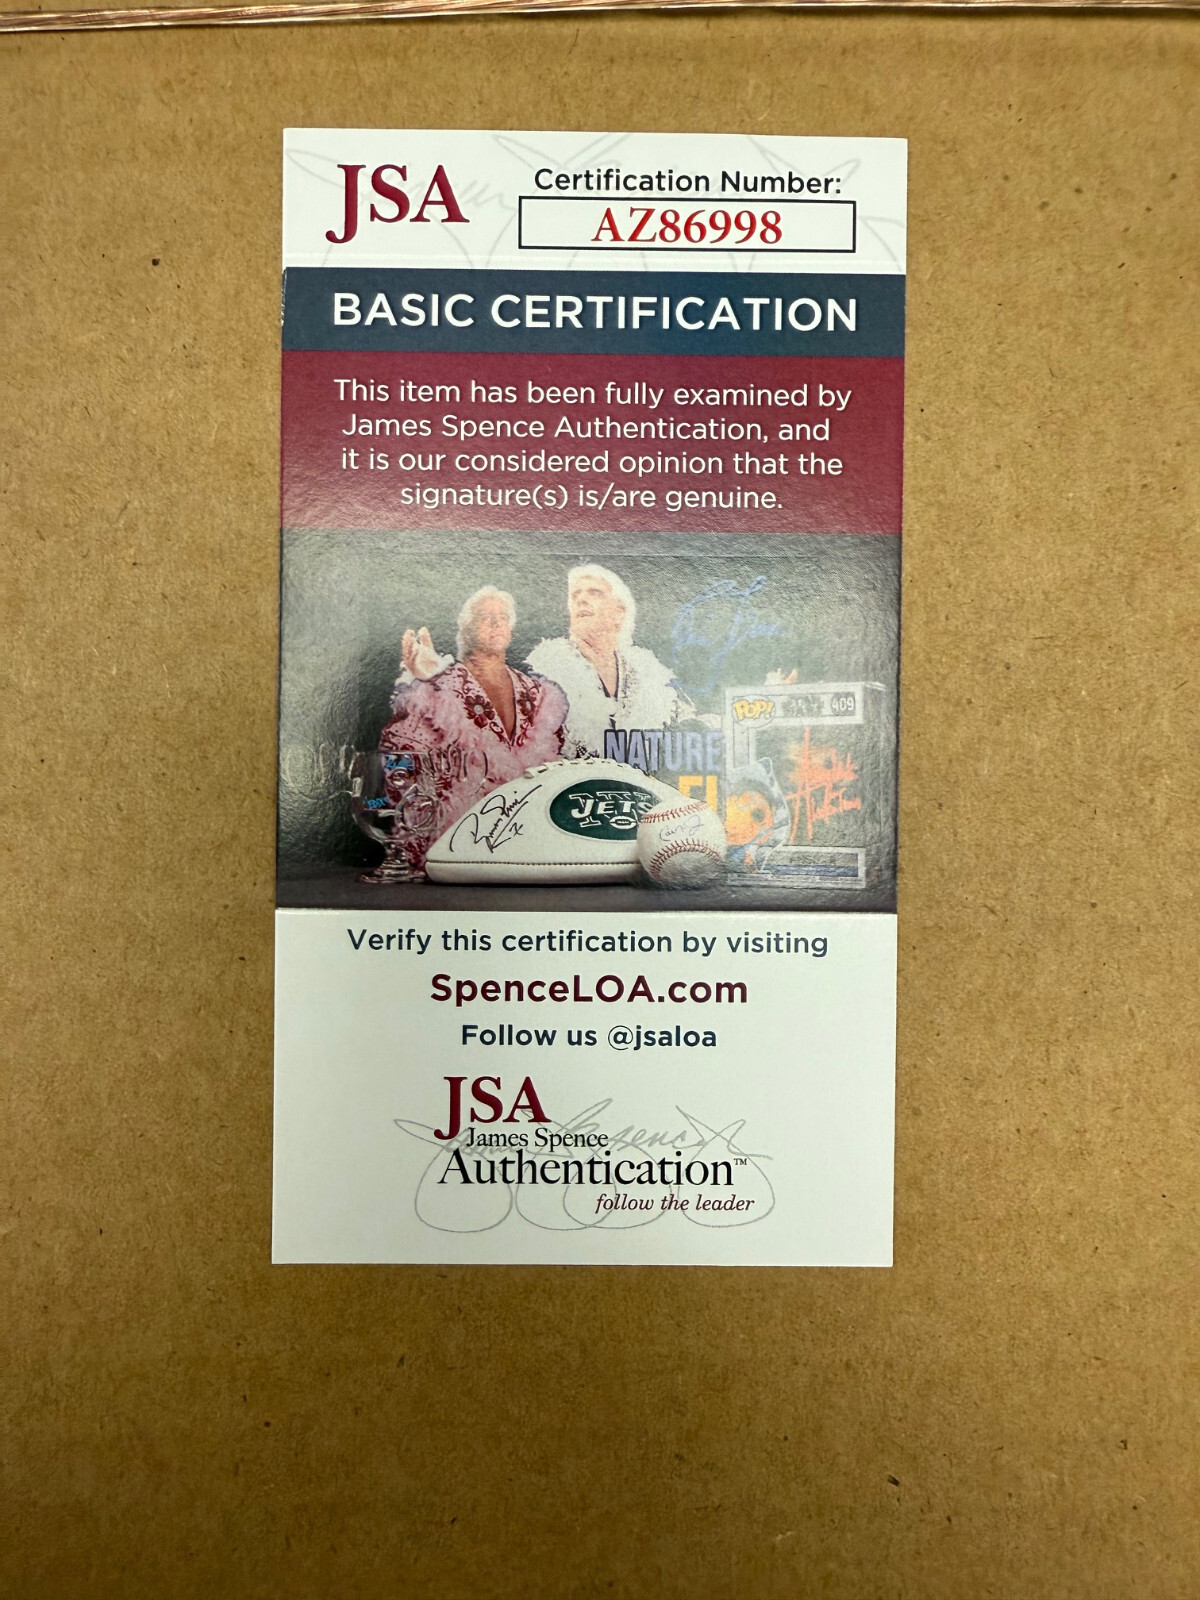 JSA
Certification Number:
AZ86998
BASIC CERTIFICATION
This item has been fully examined by
James Spence Authentication, and
it is our considered opinion that the
signature(s) is/are genuine.
NATURE
POP!
409
JETS
Verify this certification by visiting
SpenceLOA.com
Follow us @jsaloa
JSA
James Spence
Authentication™
follow the leader